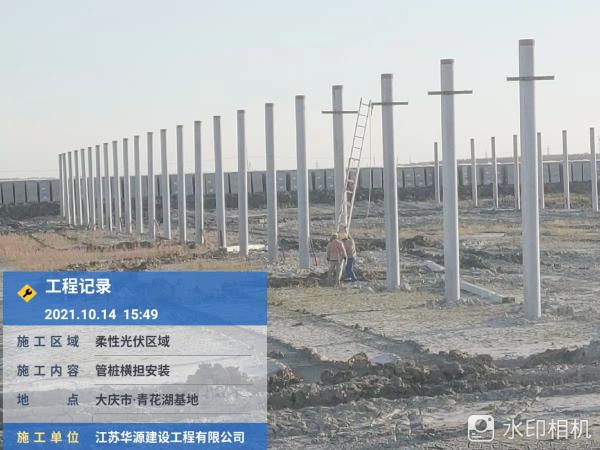 工程记录
2021.10.14 15:49
施工区域 柔性光伏区域
施工内容 管桩横担安装
地点 大庆市·青花湖基地
施工单位 江苏华源建设工程有限公司
水印相机